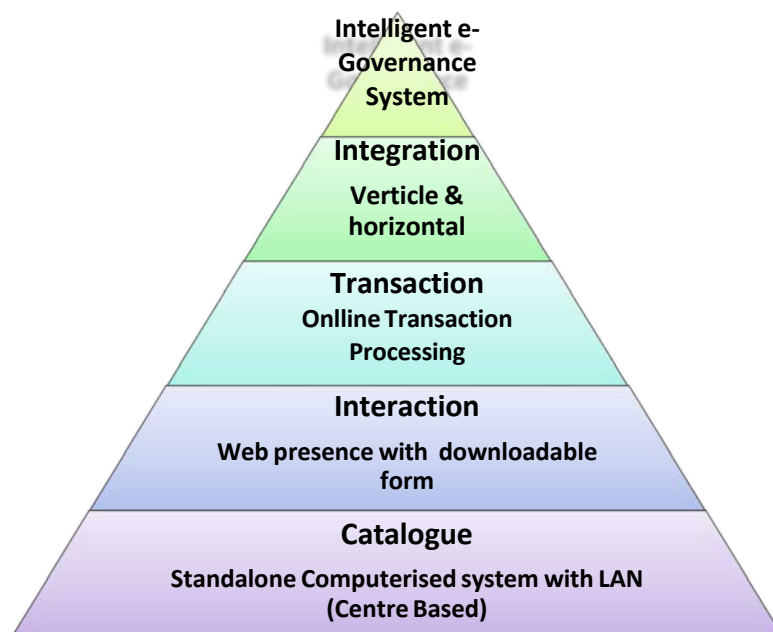 Intelligent e-
Governance
System
Integration
Verticle &
horizontal
Transaction
Onlline Transaction
Processing
Interaction
Web presence with downloadable
form
Catalogue
Standalone Computerised system with LAN
(Centre Based)